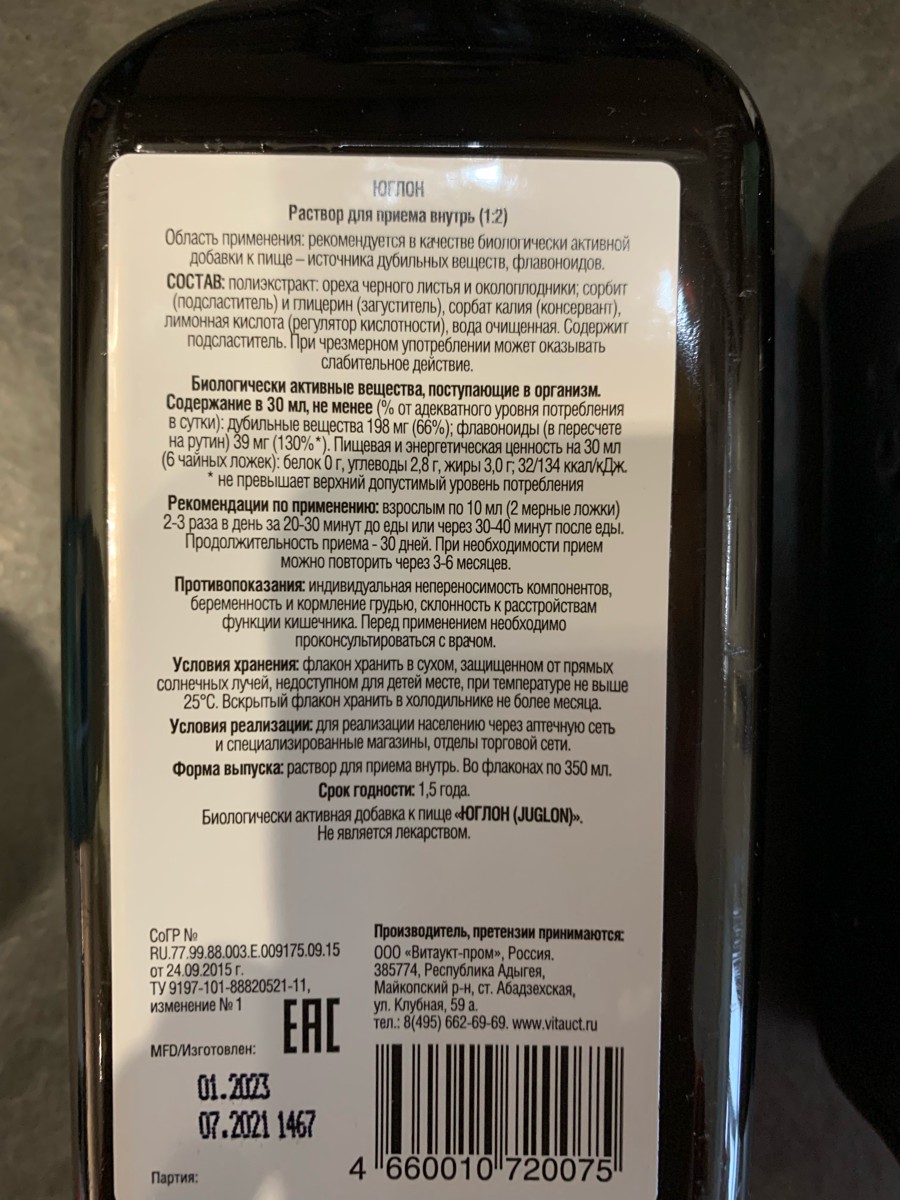 ЮГЛОН
Раствор для приема внутрь (1:2)
Область применения: рекомендуется в качестве биологически активной
добавки к пище – источника дубильных веществ, флавоноидов.
СОСТАВ: полиэкстракт: ореха черного листья и околоплодники; сорбит
(подсластитель) и глицерин (загуститель), сорбат калия (консервант),
лимонная кислота (регулятор кислотности), вода очищенная. Содержит
подсластитель. При чрезмерном употреблении может оказывать
слабительное действие.
Биологически активные вещества, поступающие в организм.
Содержание в 30 мл, не менее (% от адекватного уровня потребления
в сутки): дубильные вещества 198 мг (66%); флавоноиды (в пересчете
на рутин) 39 мг (130%*). Пищевая и энергетическая ценность на 30 мл
(6 чайных ложек): белок 0 г, углеводы 2,8 г, жиры 3,0 г; 32/134 ккал/кДж.
* не превышает верхний допустимый уровень потребления
Рекомендации по применению: взрослым по 10 мл (2 мерные ложки)
2-3 раза в день за 20-30 минут до еды или через 30-40 минут после еды.
Продолжительность приема - 30 дней. При необходимости прием
можно повторить через 3-6 месяцев.
Противопоказания: индивидуальная непереносимость компонентов,
беременность и кормление грудью, склонность к расстройствам
функции кишечника. Перед применением необходимо
проконсультироваться с врачом.
Условия хранения: флакон хранить в сухом, защищенном от прямых
солнечных лучей, недоступном для детей месте, при температуре не выше
25°С. Вскрытый флакон хранить в холодильнике не более месяца.
Условия реализации: для реализации населению через аптечную сеть
и специализированные магазины, отделы торговой сети.
Форма выпуска: раствор для приема внутрь. Во флаконах по 350 мл.
Срок годности: 1,5 года.
Биологически активная добавка к пище «ЮГЛОН (JUGLON)».
Не является лекарством.
СоГР №
RU.77.99.88.003.Е.009175.09.15
от 24.09.2015 г.
ТУ 9197-101-88820521-11,
изменение № 1
ЕАС
MFD/Изготовлен:
01.2023
07.2021 1467
Партия:
Производитель, претензии принимаются:
ООО «Витаукт-пром», Россия.
385774, Республика Адыгея,
Майкопский р-н, ст. Абадзехская,
ул. Клубная, 59 а.
тел.: 8(495) 662-69-69. www.vitauct.ru
4 660010 720075